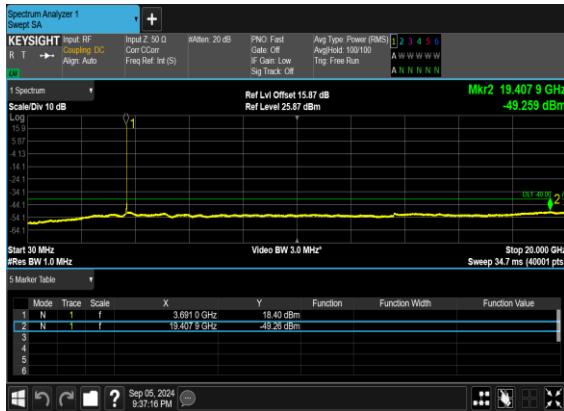 Spectrum Analyzer 1
Swept SA
+
KEYSIGHT Input: RF Input Z: 50 Ω #Atten: 20 dB PNO: Fast Avg Type: Power (RMS) 1 2 3 4 5 6
R T Coupling: DC Corr CCorr Gate: Off Avg|Hold: 100/100 A W W W W W
Align: Auto Freq Ref: Int (S) IF Gain: Low Trig: Free Run
Sig Track: Off A N N N N N
1 Spectrum Ref Lvl Offset 15.87 dB Mkr2 19.407 9 GHz
Scale/Div 10 dB Ref Level 25.87 dBm -49.259 dBm
Log
15.9
5.87
-4.13
-14.1
-24.1
-34.1
-44.1
-54.1
-64.1
1
2
Start 30 MHz Video BW 3.0 MHz* Stop 20.000 GHz
#Res BW 1.0 MHz Sweep 34.7 ms (40001 pts)
5 Marker Table
Mode Trace Scale X Y Function Function Width Function Value
1 N 1 f 3.691 0 GHz 18.40 dBm
2 N 1 f 19.407 9 GHz -49.26 dBm
3
4
5
6
? Sep 05, 2024
9:37:16 PM